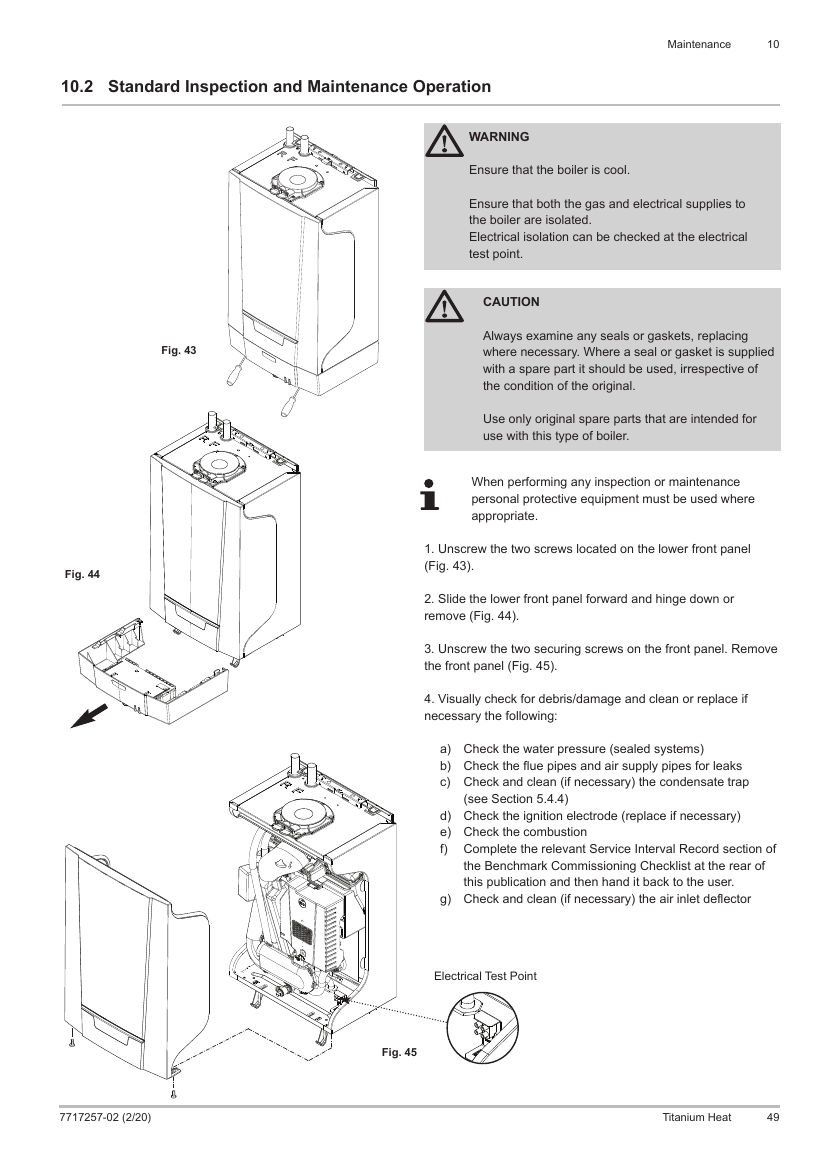 Maintenance 10
10.2 Standard Inspection and Maintenance Operation
WARNING
Ensure that the boiler is cool.
Ensure that both the gas and electrical supplies to
the boiler are isolated.
Electrical isolation can be checked at the electrical
test point.
CAUTION
Always examine any seals or gaskets, replacing
where necessary. Where a seal or gasket is supplied
with a spare part it should be used, irrespective of
the condition of the original.
Use only original spare parts that are intended for
use with this type of boiler.
When performing any inspection or maintenance
personal protective equipment must be used where
appropriate.
1. Unscrew the two screws located on the lower front panel
(Fig. 43).
2. Slide the lower front panel forward and hinge down or
remove (Fig. 44).
3. Unscrew the two securing screws on the front panel. Remove
the front panel (Fig. 45).
4. Visually check for debris/damage and clean or replace if
necessary the following:
a) Check the water pressure (sealed systems)
b) Check the flue pipes and air supply pipes for leaks
c) Check and clean (if necessary) the condensate trap
(see Section 5.4.4)
d) Check the ignition electrode (replace if necessary)
e) Check the combustion
f) Complete the relevant Service Interval Record section of
the Benchmark Commissioning Checklist at the rear of
this publication and then hand it back to the user.
g) Check and clean (if necessary) the air inlet deflector
R F
Fig. 43
R F
Fig. 44
R F
Electrical Test Point
Fig. 45
7717257-02 (2/20) Titanium Heat 49